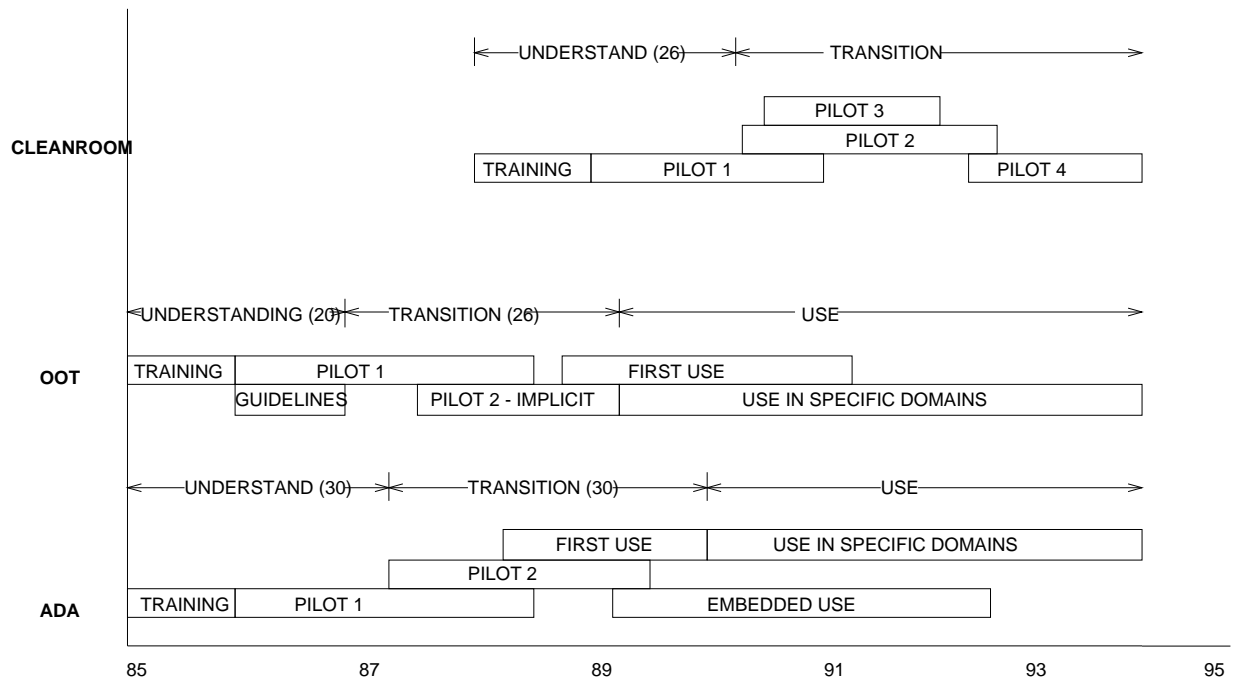 UNDERSTAND (26) TRANSITION
PILOT 3
CLEANROOM PILOT 2
TRAINING PILOT 1 PILOT 4
UNDERSTANDING (20) TRANSITION (26) USE
OOT TRAINING PILOT 1 FIRST USE
GUIDELINES PILOT 2 - IMPLICIT USE IN SPECIFIC DOMAINS
UNDERSTAND (30) TRANSITION (30) USE
FIRST USE USE IN SPECIFIC DOMAINS
PILOT 2
ADA TRAINING PILOT 1 EMBEDDED USE
85 87 89 91 93 95